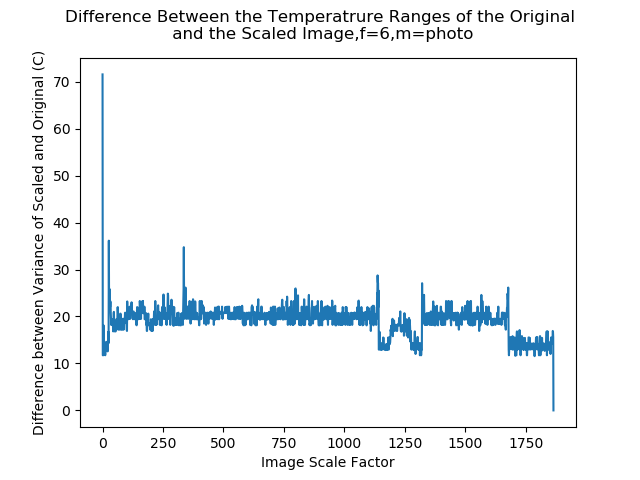 Difference Between the Temperatrure Ranges of the Original
and the Scaled Image,f=6,m=photo
Difference between Variance of Scaled and Original (C)
70
60
50
40
30
20
10
0
0 250 500 750 1000 1250 1500 1750
Image Scale Factor